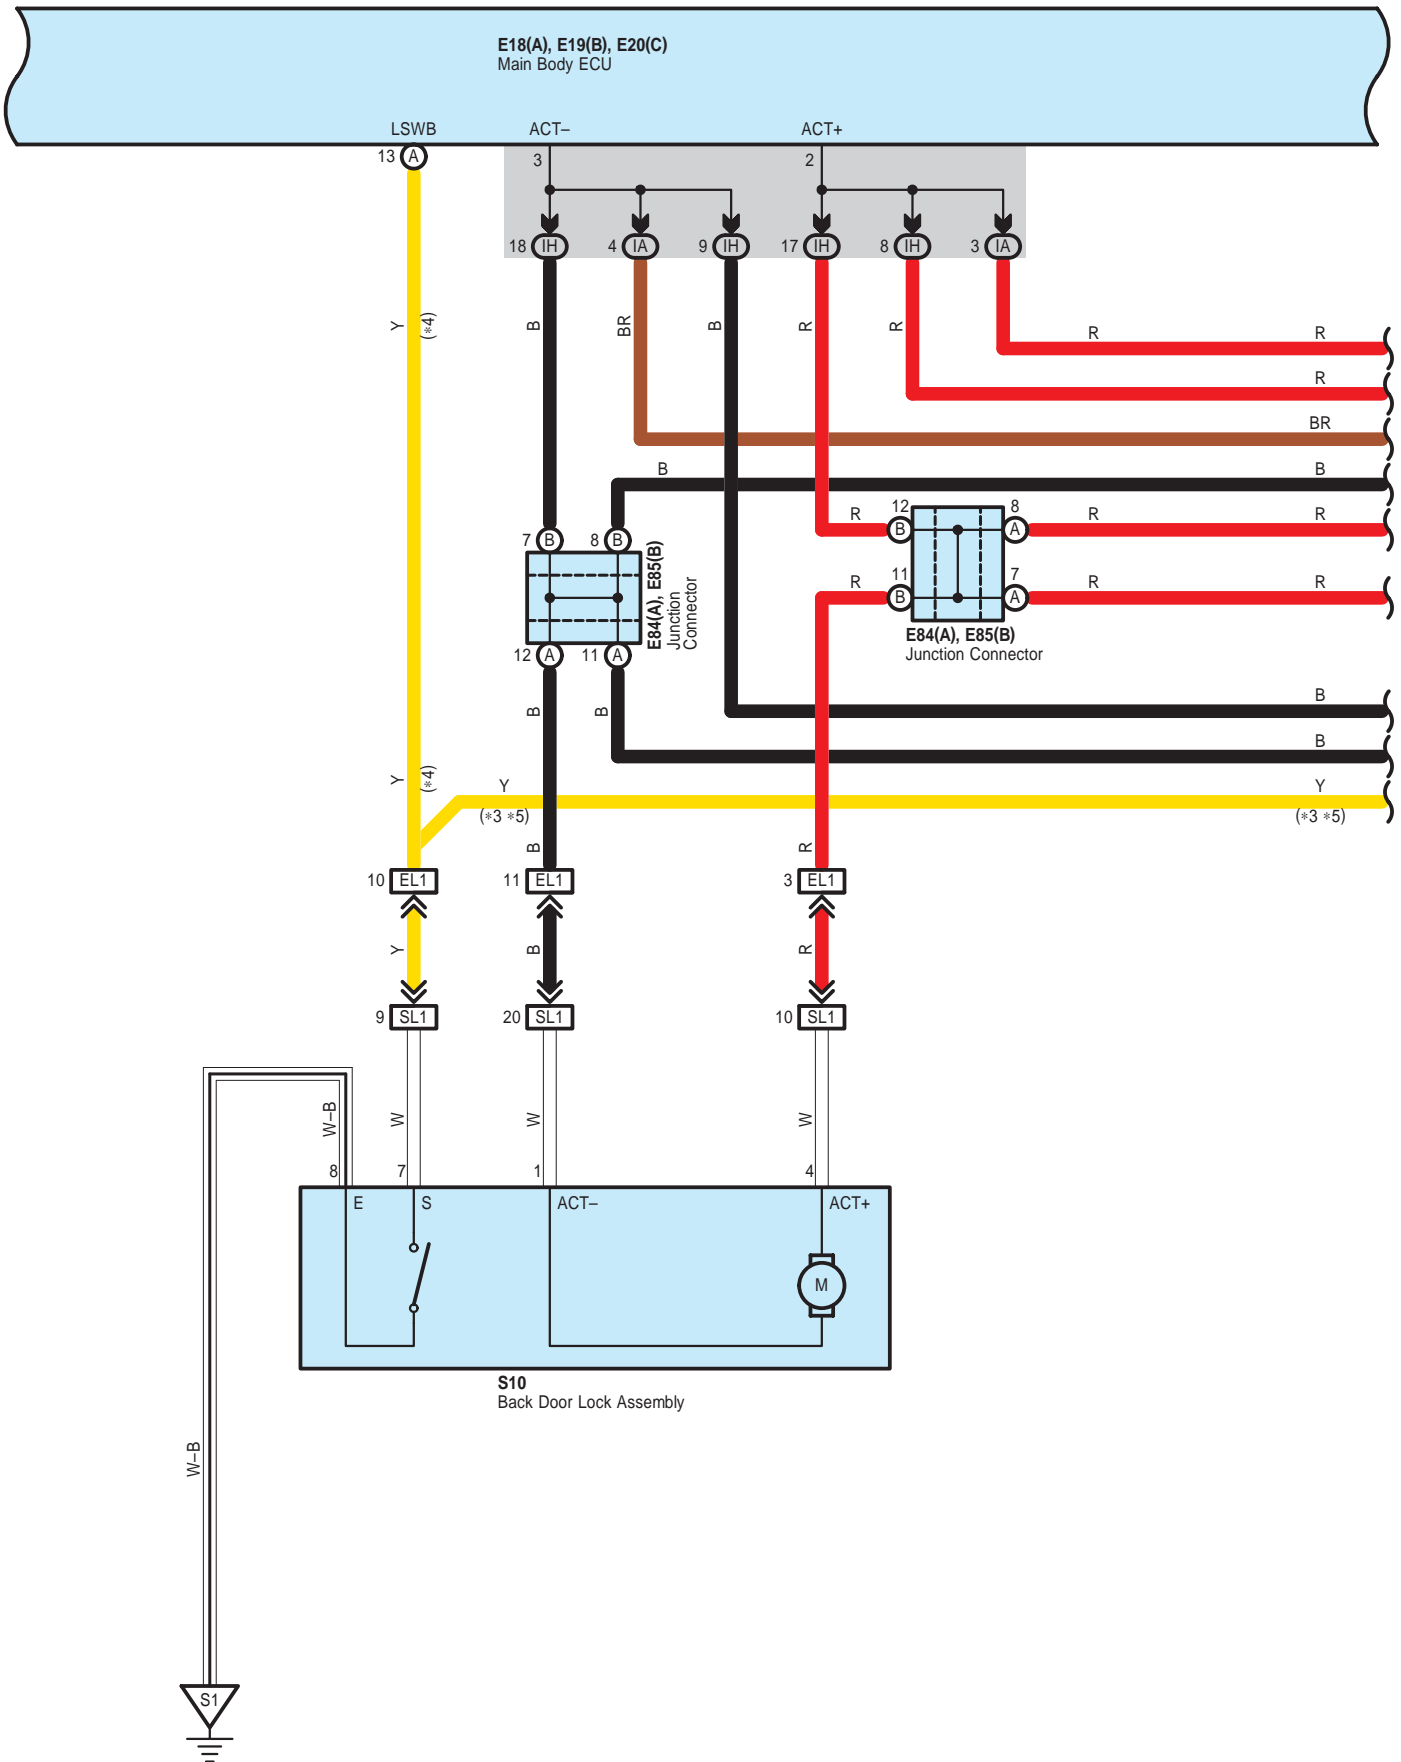 E18(A), E19(B), E20(C)
Main Body ECU
LSWB
ACT–
ACT+
13 A
3
2
18 IH
4 IA
9 IH
17 IH
8 IH
3 IA
Y
(∗4)
B
BR
B
R
R
R
R
R
BR
B
B
R
12 B
8 A
R
R
7 B
8 B
R
11 B
7 A
R
R
E84(A), E85(B)
Junction
Connector
E84(A), E85(B)
Junction Connector
12 A
11 A
B
B
B
B
Y
(∗4)
Y
(∗3 ∗5)
Y
(∗3 ∗5)
B
R
10 EL1
11 EL1
3 EL1
Y
B
R
9 SL1
20 SL1
10 SL1
W–B
W
W
W
8
7
1
4
E
S
ACT–
ACT+
M
S10
Back Door Lock Assembly
W–B
S1